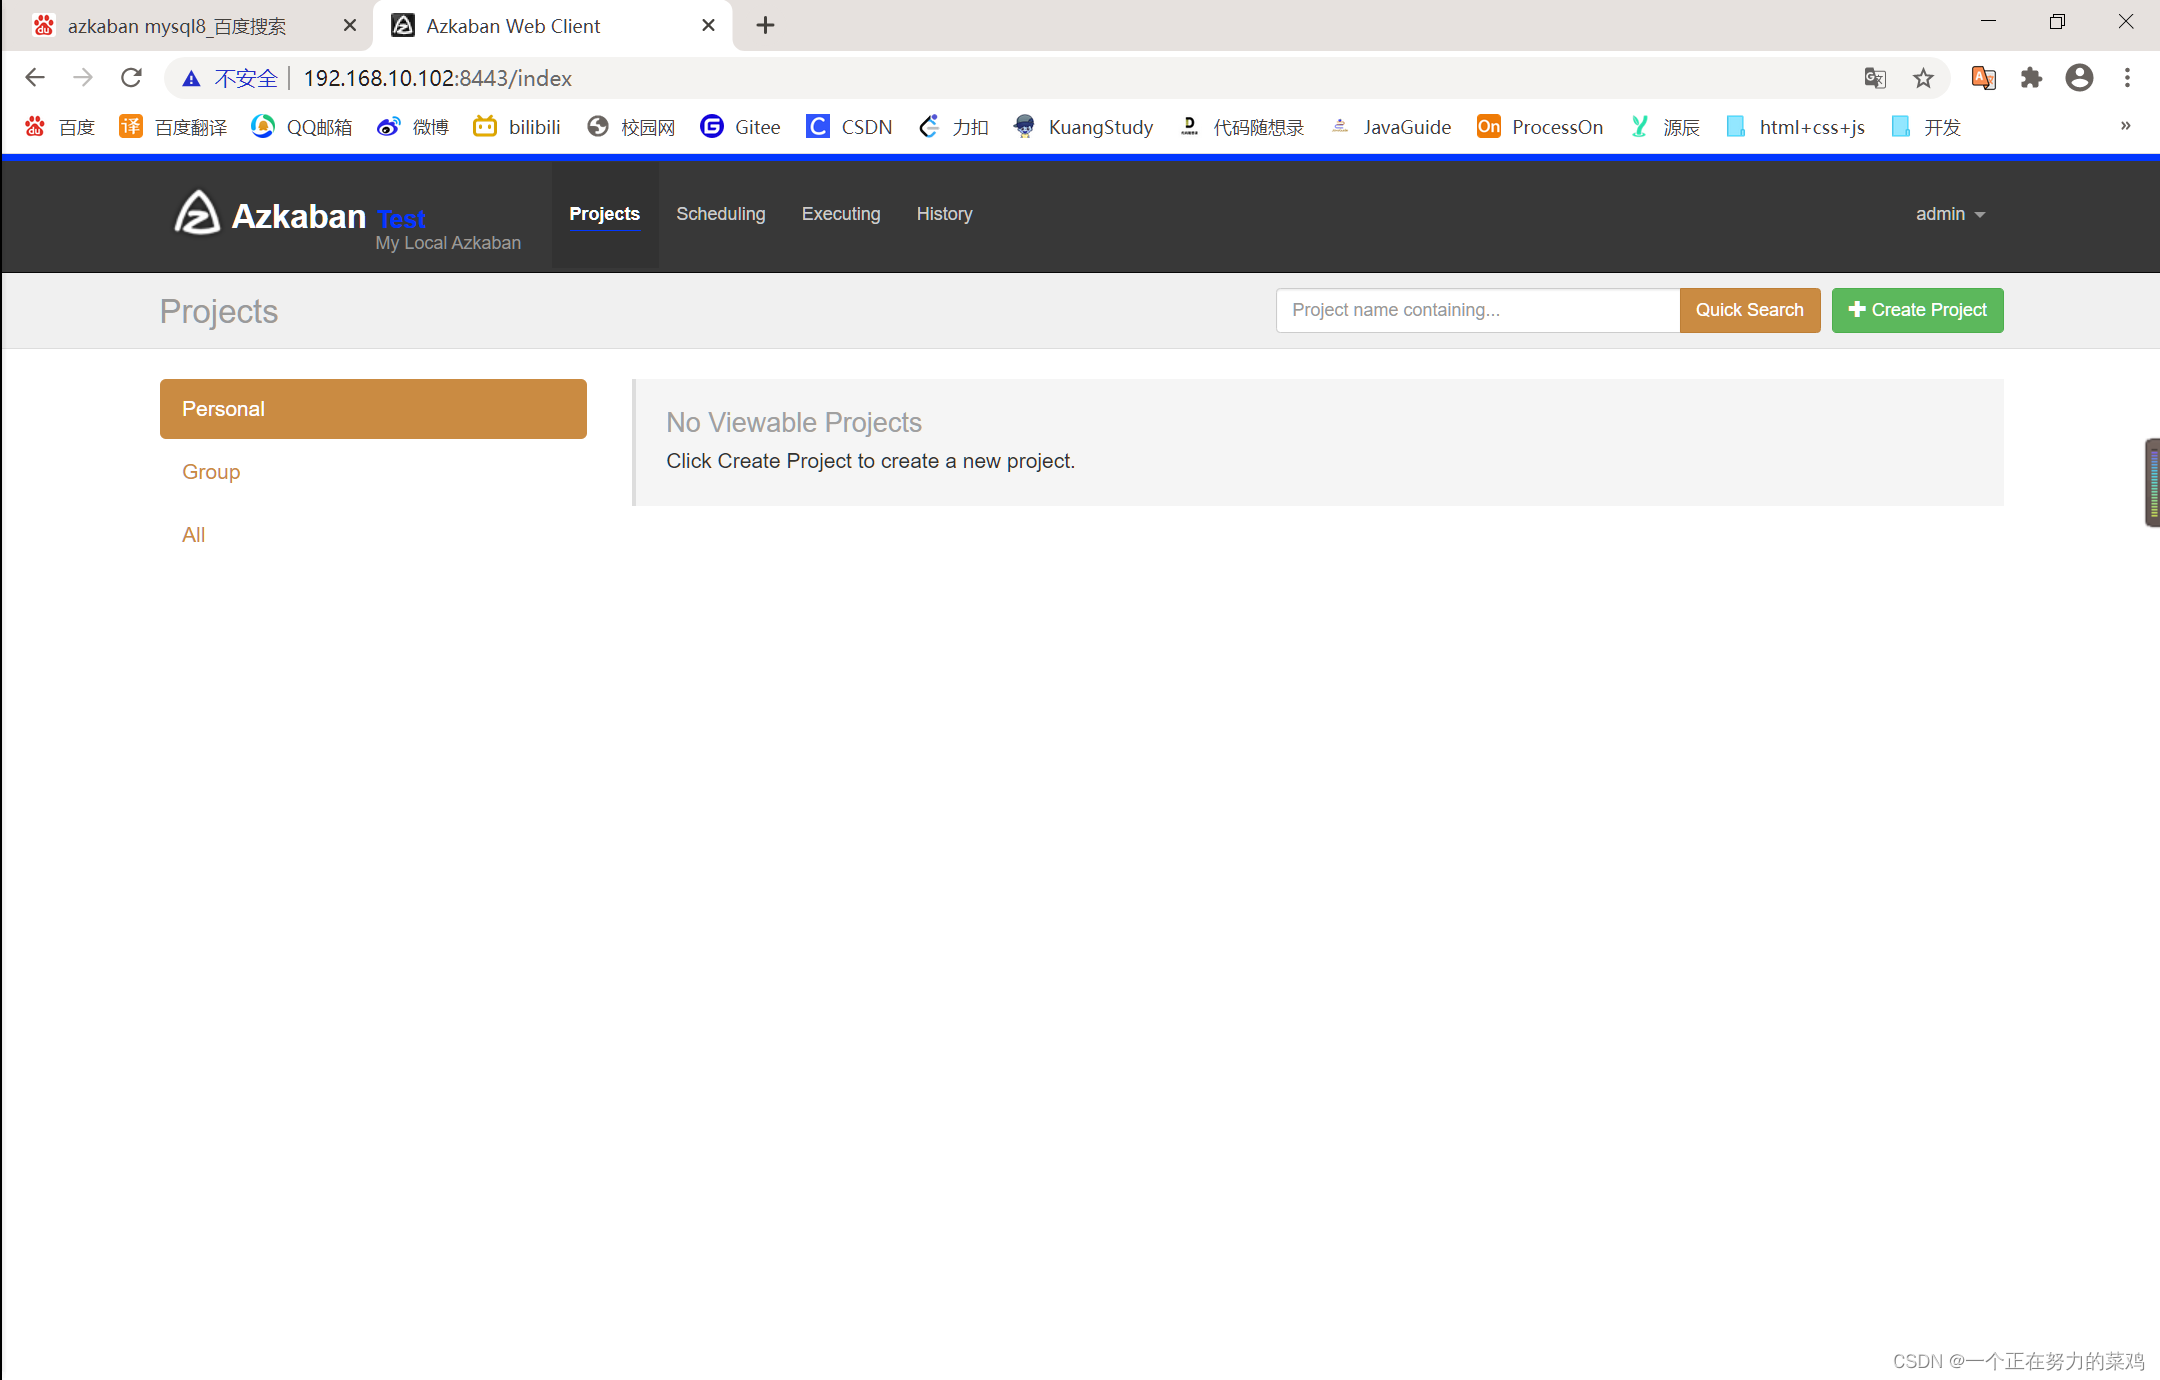 azkaban mysql8_百度搜索
Azkaban Web Client
不安全
192.168.10.102:8443/index
百度
译
百度翻译
QQ邮箱
微博
bilibili
校园网
Gitee
CSDN
力扣
KuangStudy
代码随想录
JavaGuide
On
ProcessOn
源辰
html+css+js
开发
»
Azkaban Test
My Local Azkaban
Projects
Scheduling
Executing
History
admin
Projects
Project name containing...
Quick Search
Create Project
Personal
Group
All
No Viewable Projects
Click Create Project to create a new project.
CSDN @一个正在努力的菜鸡